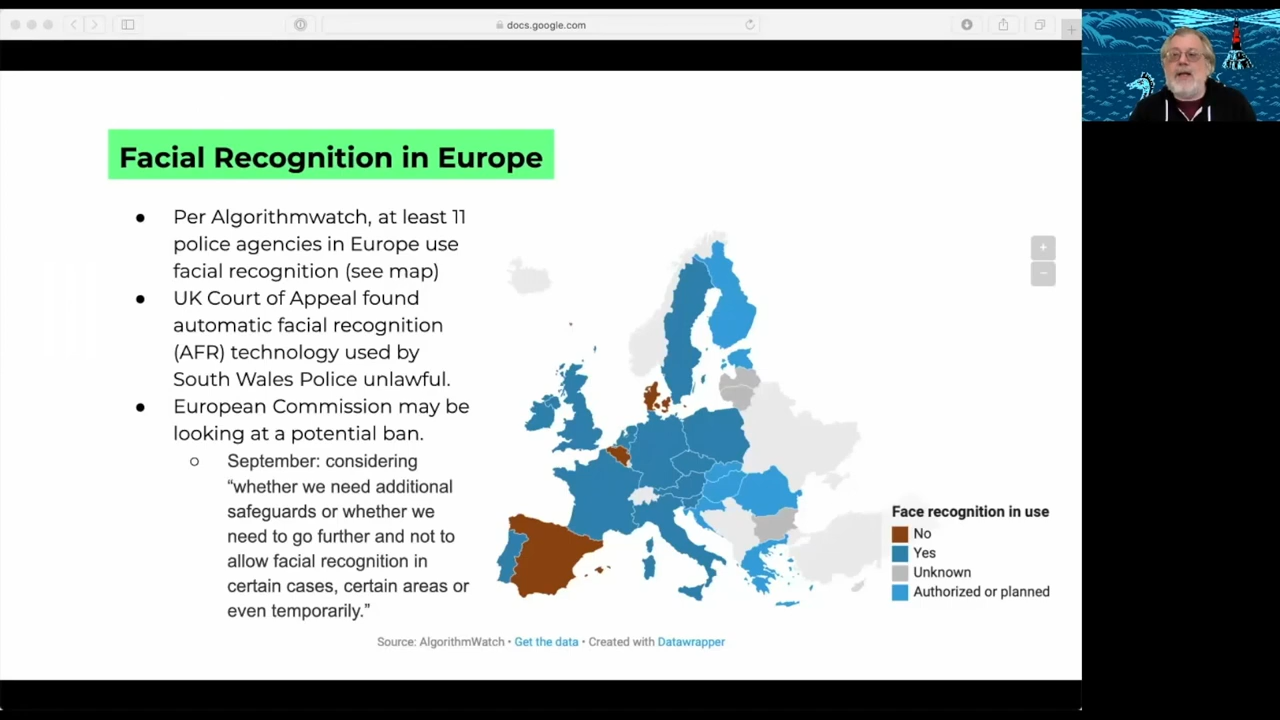 docs.google.com
Facial Recognition in Europe
● Per Algorithmwatch, at least 11
police agencies in Europe use
facial recognition (see map)
● UK Court of Appeal found
automatic facial recognition
(AFR) technology used by
South Wales Police unlawful.
● European Commission may be
looking at a potential ban.
○ September: considering
“whether we need additional
safeguards or whether we
need to go further and not to
allow facial recognition in
certain cases, certain areas or
even temporarily.”
Face recognition in use
No
Yes
Unknown
Authorized or planned
Source: AlgorithmWatch • Get the data • Created with Datawrapper